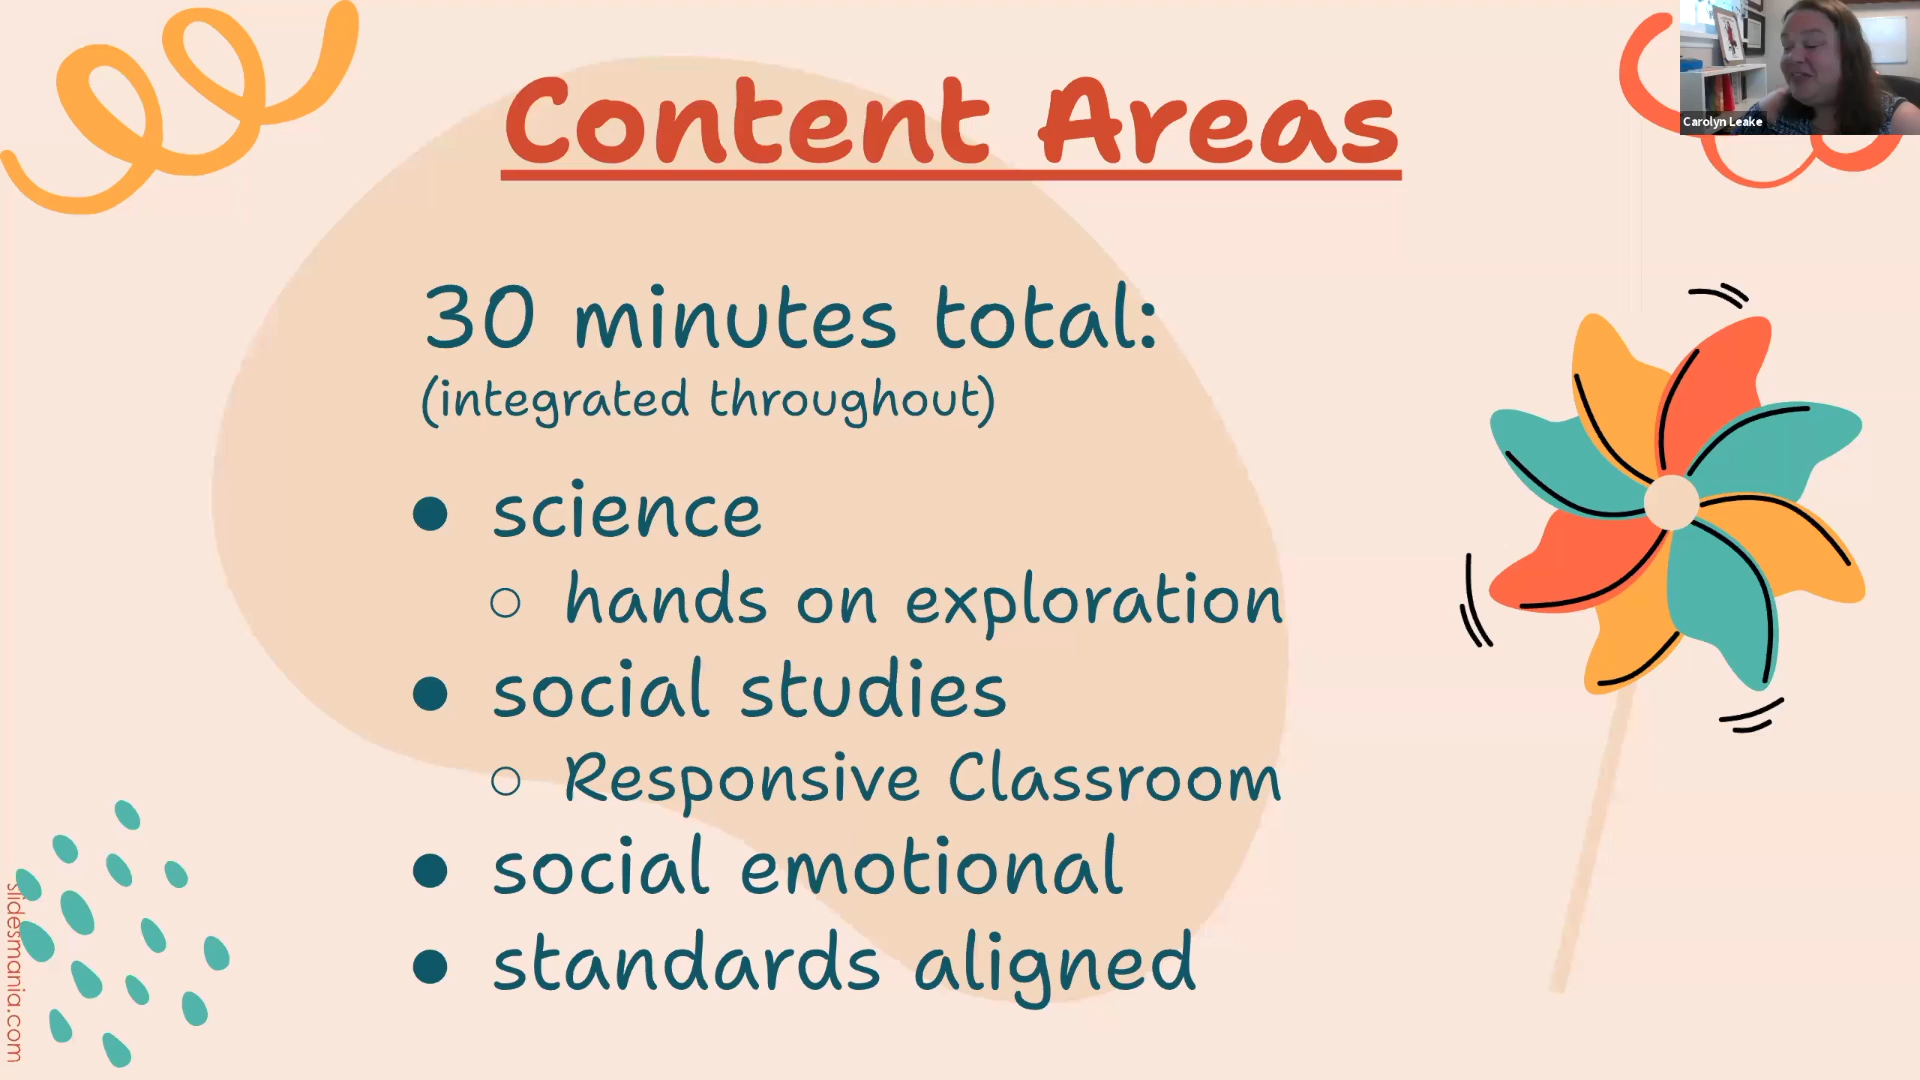 Content Areas
Carolyn Leake
30 minutes total:
(integrated throughout)
● science
○ hands on exploration
● social studies
○ Responsive Classroom
● social emotional
● standards aligned
slidesmania.com